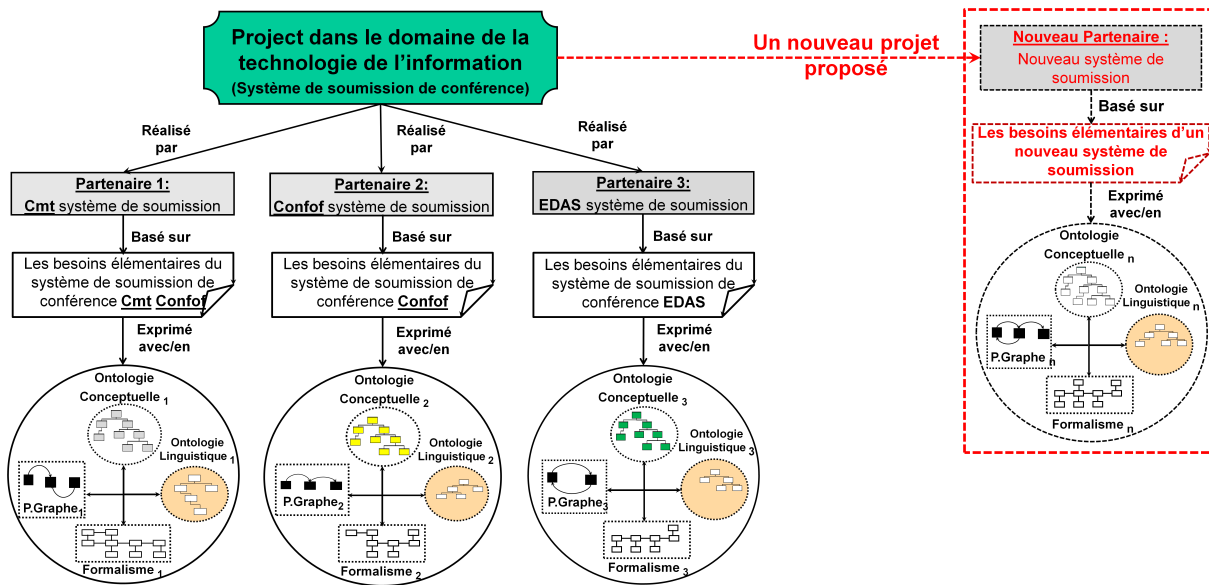 Project dans le domaine de la
technologie de l'information
(Système de soumission de conférence)
Un nouveau projet
proposé
Nouveau Partenaire :
Nouveau système de
soumission
Basé sur
Les besoins élémentaires d'un
nouveau système de
soumission
Exprimé
avec/en
Ontologie
Conceptuelle n
Ontologie
Linguistique n
P.Graphe n
Formalisme n
Réalisé
par
Réalisé
par
Réalisé
par
Partenaire 1:
Cmt système de soumission
Basé sur
Les besoins élémentaires du
système de soumission de
conférence Cmt Confof
Exprimé
avec/en
Ontologie
Conceptuelle 1
Ontologie
Linguistique 1
P.Graphe1
Formalisme 1
Partenaire 2:
Confof système de soumission
Basé sur
Les besoins élémentaires du
système de soumission de
conférence Confof
Exprimé
avec/en
Ontologie
Conceptuelle 2
Ontologie
Linguistique 2
P.Graphe2
Formalisme 2
Partenaire 3:
EDAS système de soumission
Basé sur
Les besoins élémentaires du
système de soumission de
conférence EDAS
Exprimé
avec/en
Ontologie
Conceptuelle 3
Ontologie
Linguistique 3
P.Graphe3
Formalisme 3